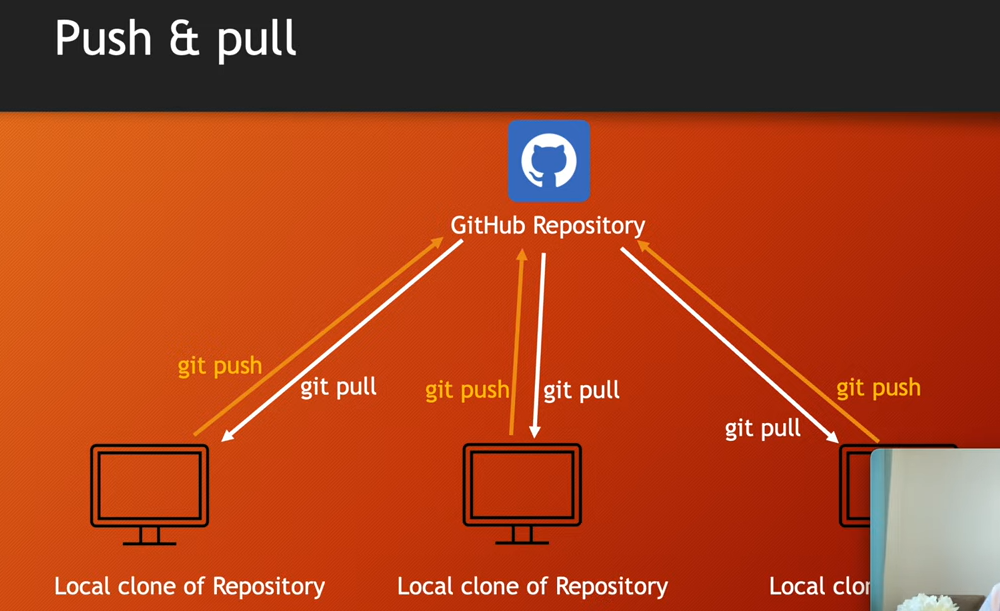 Push & pull
GitHub Repository
git push
git pull
git push
git pull
git push
git pull
Local clone of Repository
Local clone of Repository
Local